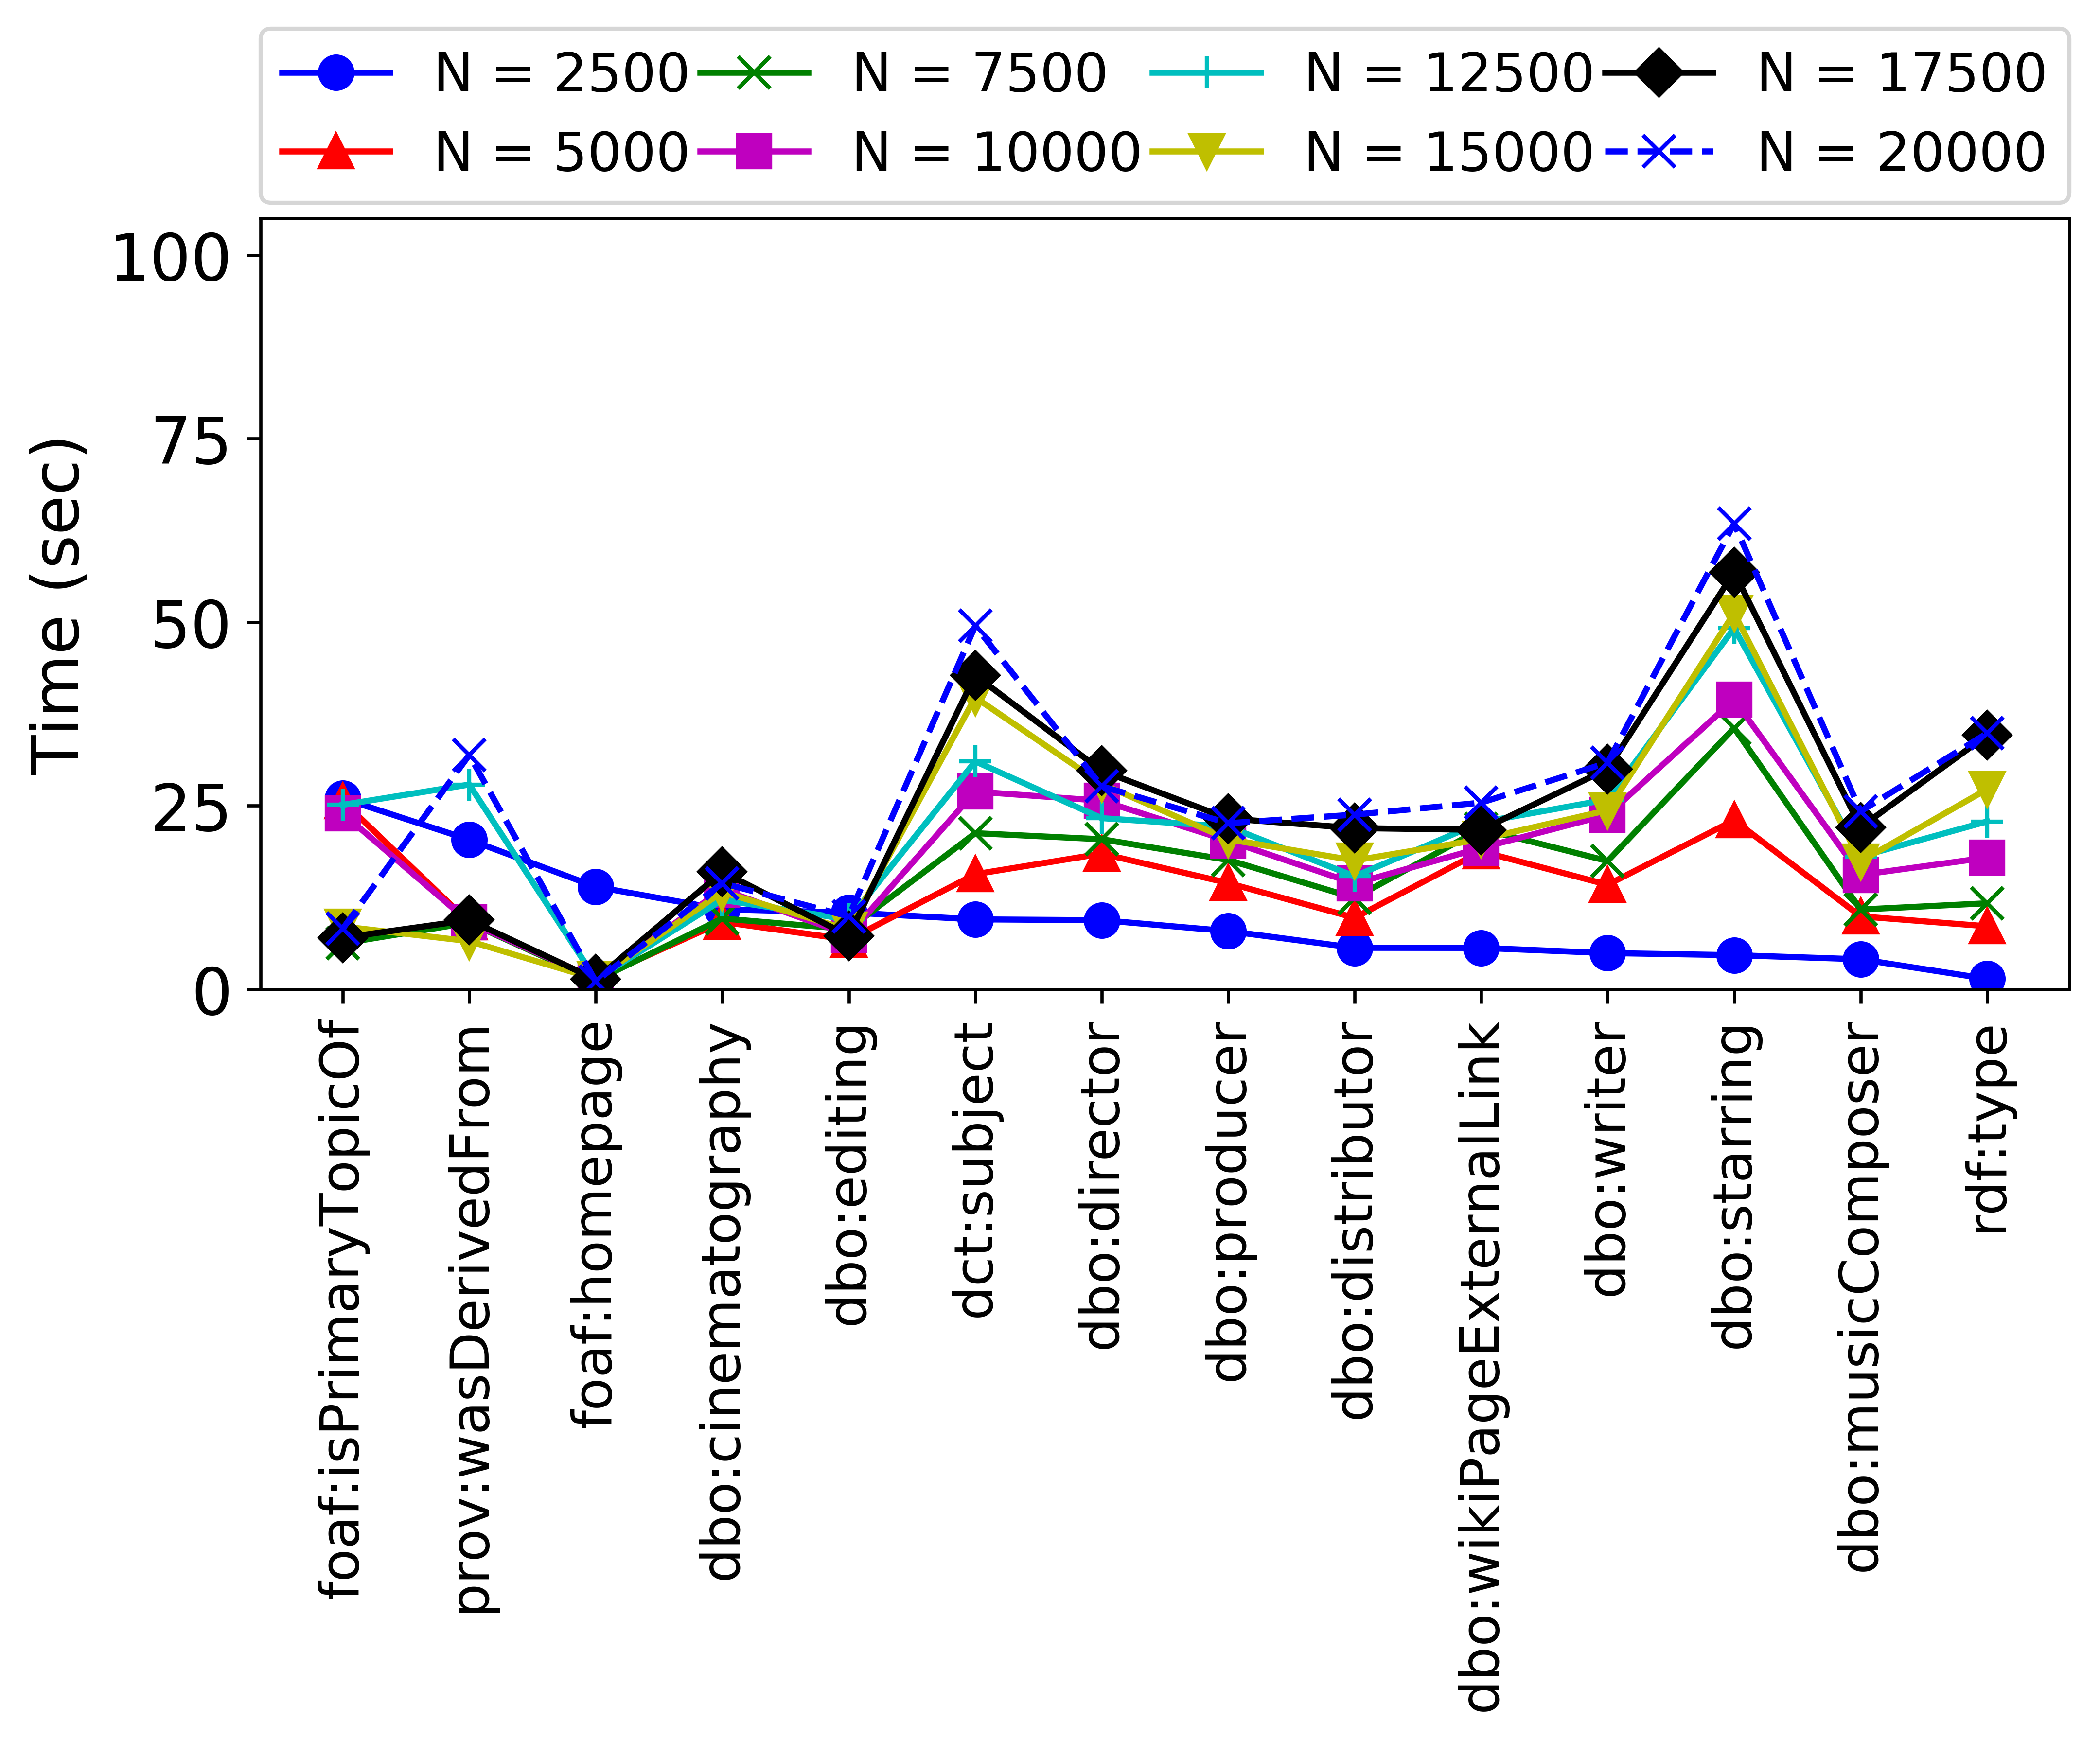 N = 2500 N = 7500 N = 12500 N = 17500
N = 5000 N = 10000 N = 15000 N = 20000
100
75
50
25
0
Time (sec)
foaf:isPrimaryTopicOf
prov:wasDerivedFrom
foaf:homepage
dbo:cinematography
dbo:editing
dct:subject
dbo:director
dbo:producer
dbo:distributor
dbo:wikiPageExternalLink
dbo:writer
dbo:starring
dbo:musicComposer
rdf:type